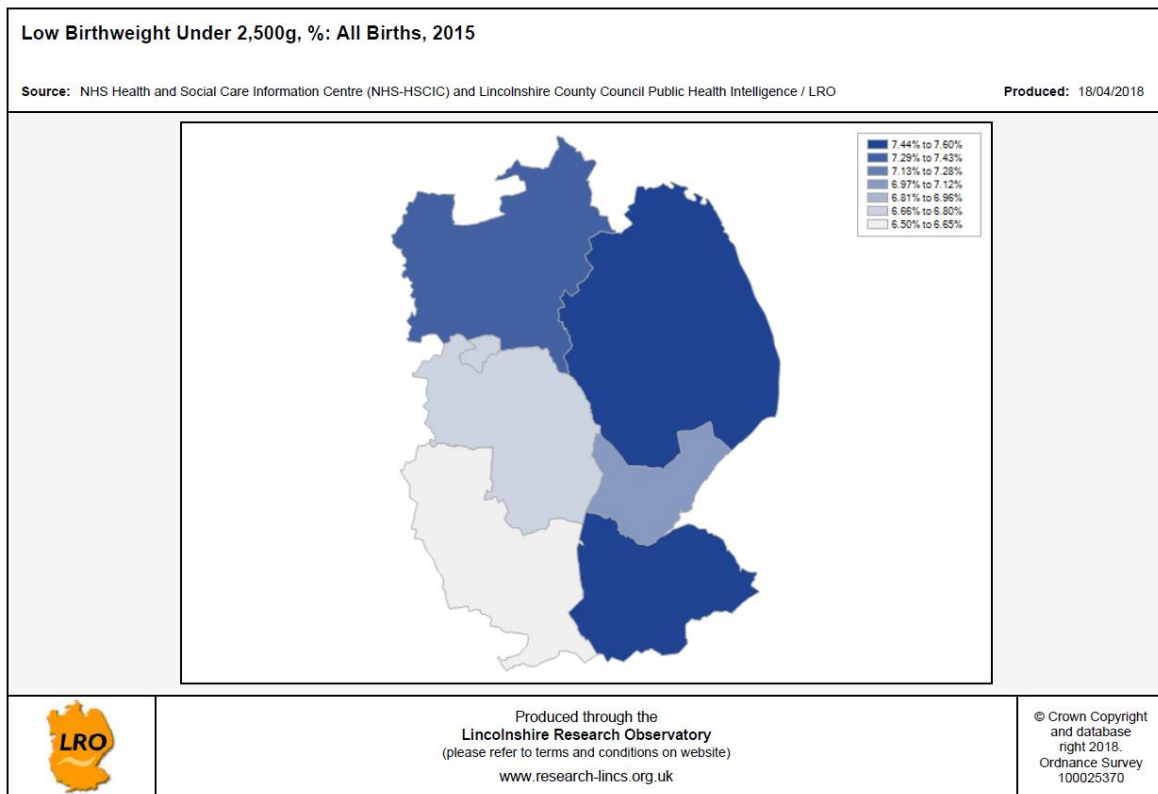 Low Birthweight Under 2,500g, %: All Births, 2015
Source: NHS Health and Social Care Information Centre (NHS-HSCIC) and Lincolnshire County Council Public Health Intelligence / LRO
Produced: 18/04/2018
7.44% to 7.60%
7.29% to 7.43%
7.13% to 7.28%
6.97% to 7.12%
6.81% to 6.96%
6.66% to 6.80%
6.50% to 6.65%
LRO
Produced through the
Lincolnshire Research Observatory
(please refer to terms and conditions on website)
www.research-lincs.org.uk
© Crown Copyright
and database
right 2018.
Ordnance Survey
100025370